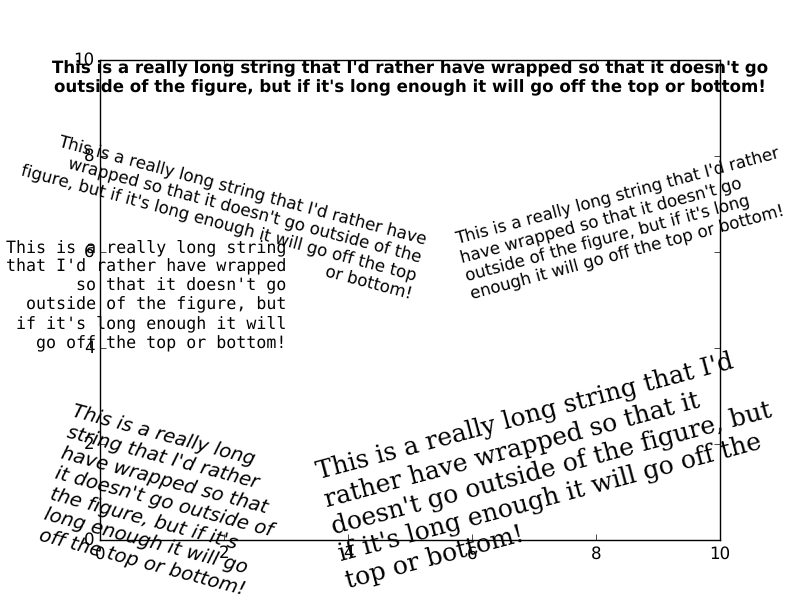 10
This is a really long string that I'd rather have wrapped so that it doesn't go
outside of the figure, but if it's long enough it will go off the top or bottom!
8
This is a really long string that I'd rather have
wrapped so that it doesn't go outside of the
figure, but if it's long enough it will go off the top
or bottom!
This is a really long string that I'd rather
have wrapped so that it doesn't go
outside of the figure, but if it's long
enough it will go off the top or bottom!
6
This is a really long string
that I'd rather have wrapped
so that it doesn't go
outside of the figure, but
if it's long enough it will
go off the top or bottom!
4
This is a really long
string that I'd rather
have wrapped so that
it doesn't go outside of
the figure, but if it's
long enough it will go
off the top or bottom!
2
This is a really long string that I'd
rather have wrapped so that it
doesn't go outside of the figure, but
if it's long enough it will go off the
top or bottom!
0
0 2 4 6 8 10